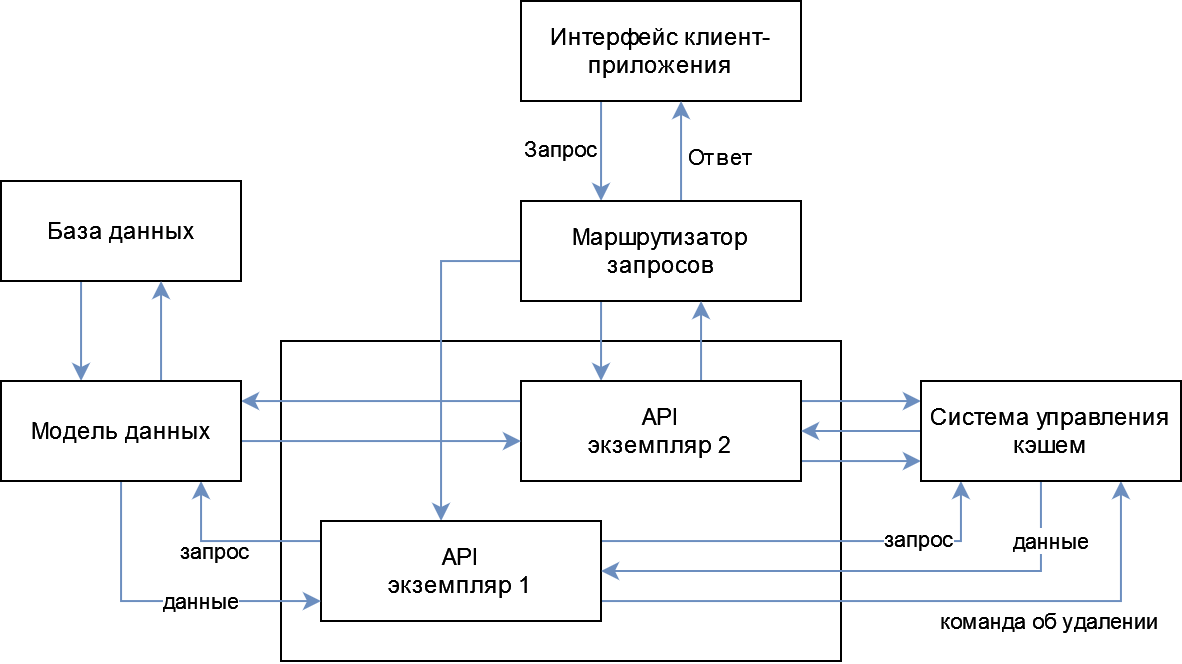 Интерфейс клиент-
приложения
Запрос
Ответ
База данных
Маршрутизатор
запросов
Модель данных
API
экземпляр 2
Система управления
кэшем
запрос
данные
API
экземпляр 1
запрос
данные
команда об удалении